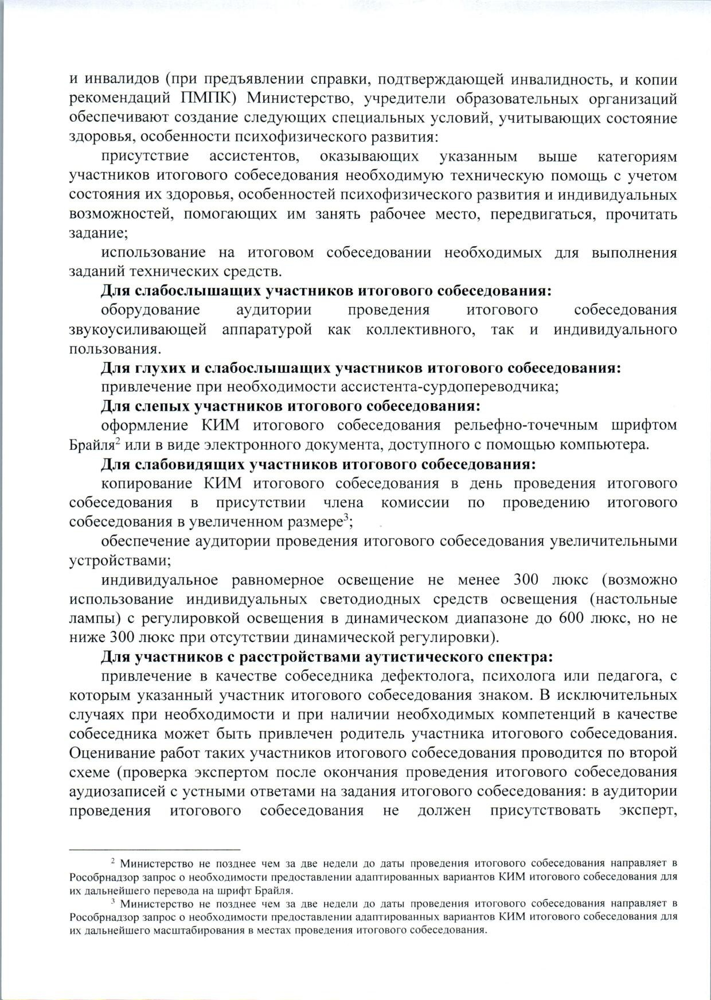 и инвалидов (при предъявлении справки, подтверждающей инвалидность, и копии
рекомендаций ПМПК) Министерство, учредители образовательных организаций
обеспечивают создание следующих специальных условий, учитывающих состояние
здоровья, особенности психофизического развития:
присутствие ассистентов, оказывающих указанным выше категориям
участников итогового собеседования необходимую техническую помощь с учетом
состояния их здоровья, особенностей психофизического развития и индивидуальных
возможностей, помогающих им занять рабочее место, передвигаться, прочитать
задание;
использование на итоговом собеседовании необходимых для выполнения
заданий технических средств.
Для слабослышащих участников итогового собеседования:
оборудование аудитории проведения итогового собеседования
звукоусиливающей аппаратурой как коллективного, так и индивидуального
пользования.
Для глухих и слабослышащих участников итогового собеседования:
привлечение при необходимости ассистента-сурдопереводчика;
Для слепых участников итогового собеседования:
оформление КИМ итогового собеседования рельефно-точечным шрифтом
Брайля² или в виде электронного документа, доступного с помощью компьютера.
Для слабовидящих участников итогового собеседования:
копирование КИМ итогового собеседования в день проведения итогового
собеседования в присутствии члена комиссии по проведению итогового
собеседования в увеличенном размере³;
обеспечение аудитории проведения итогового собеседования увеличительными
устройствами;
индивидуальное равномерное освещение не менее 300 люкс (возможно
использование индивидуальных светодиодных средств освещения (настольные
лампы) с регулировкой освещения в динамическом диапазоне до 600 люкс, но не
ниже 300 люкс при отсутствии динамической регулировки).
Для участников с расстройствами аутистического спектра:
привлечение в качестве собеседника дефектолога, психолога или педагога, с
которым указанный участник итогового собеседования знаком. В исключительных
случаях при необходимости и при наличии необходимых компетенций в качестве
собеседника может быть привлечен родитель участника итогового собеседования.
Оценивание работ таких участников итогового собеседования проводится по второй
схеме (проверка экспертом после окончания проведения итогового собеседования
аудиозаписей с устными ответами на задания итогового собеседования: в аудитории
проведения итогового собеседования не должен присутствовать эксперт,
² Министерство не позднее чем за две недели до даты проведения итогового собеседования направляет в
Рособрнадзор запрос о необходимости предоставлении адаптированных вариантов КИМ итогового собеседования для
их дальнейшего перевода на шрифт Брайля.
³ Министерство не позднее чем за две недели до даты проведения итогового собеседования направляет в
Рособрнадзор запрос о необходимости предоставлении адаптированных вариантов КИМ итогового собеседования для
их дальнейшего масштабирования в местах проведения итогового собеседования.